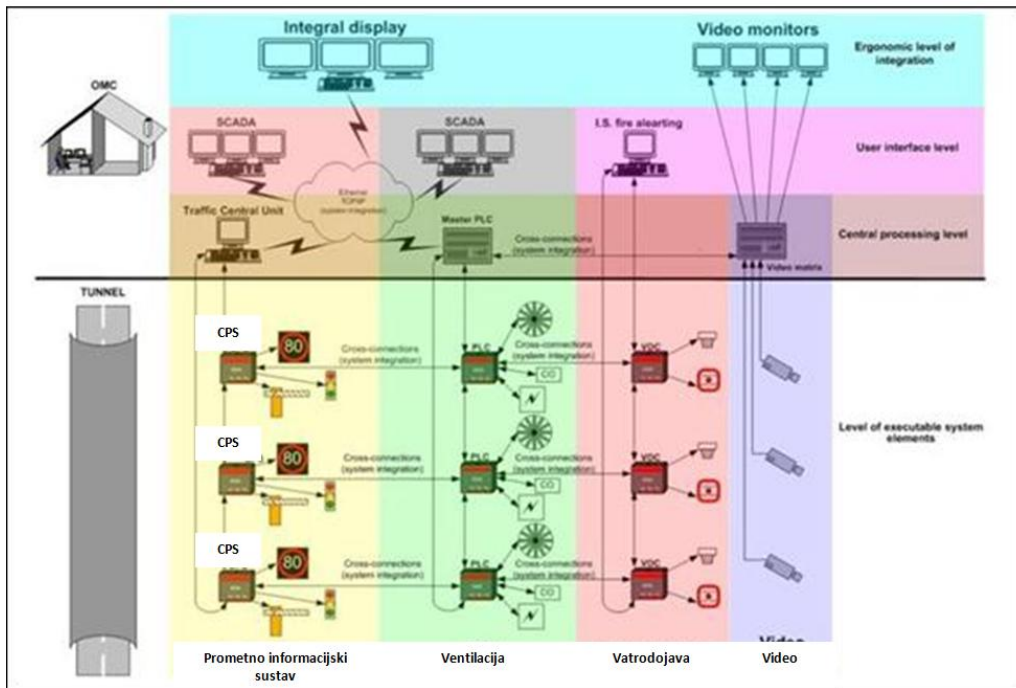 Integral display
Video monitors
Ergonomic level of
integration
OMC
SCADA
SCADA
I.S. fire alearting
User interface level
Ethernet
TCP/IP
(system integration)
Traffic Central Unit
Master PLC
Cross-connections
(system integration)
Central processing level
Video matrix
TUNNEL
CPS
80
Cross-connections
(system integration)
PLC
CO
Cross-connections
(system integration)
VDC
Level of executable system
elements
CPS
80
Cross-connections
(system integration)
PLC
CO
Cross-connections
(system integration)
VDC
CPS
80
Cross-connections
(system integration)
PLC
CO
Cross-connections
(system integration)
VDC
Prometno informacijski
sustav
Ventilacija
Vatrodojava
Video